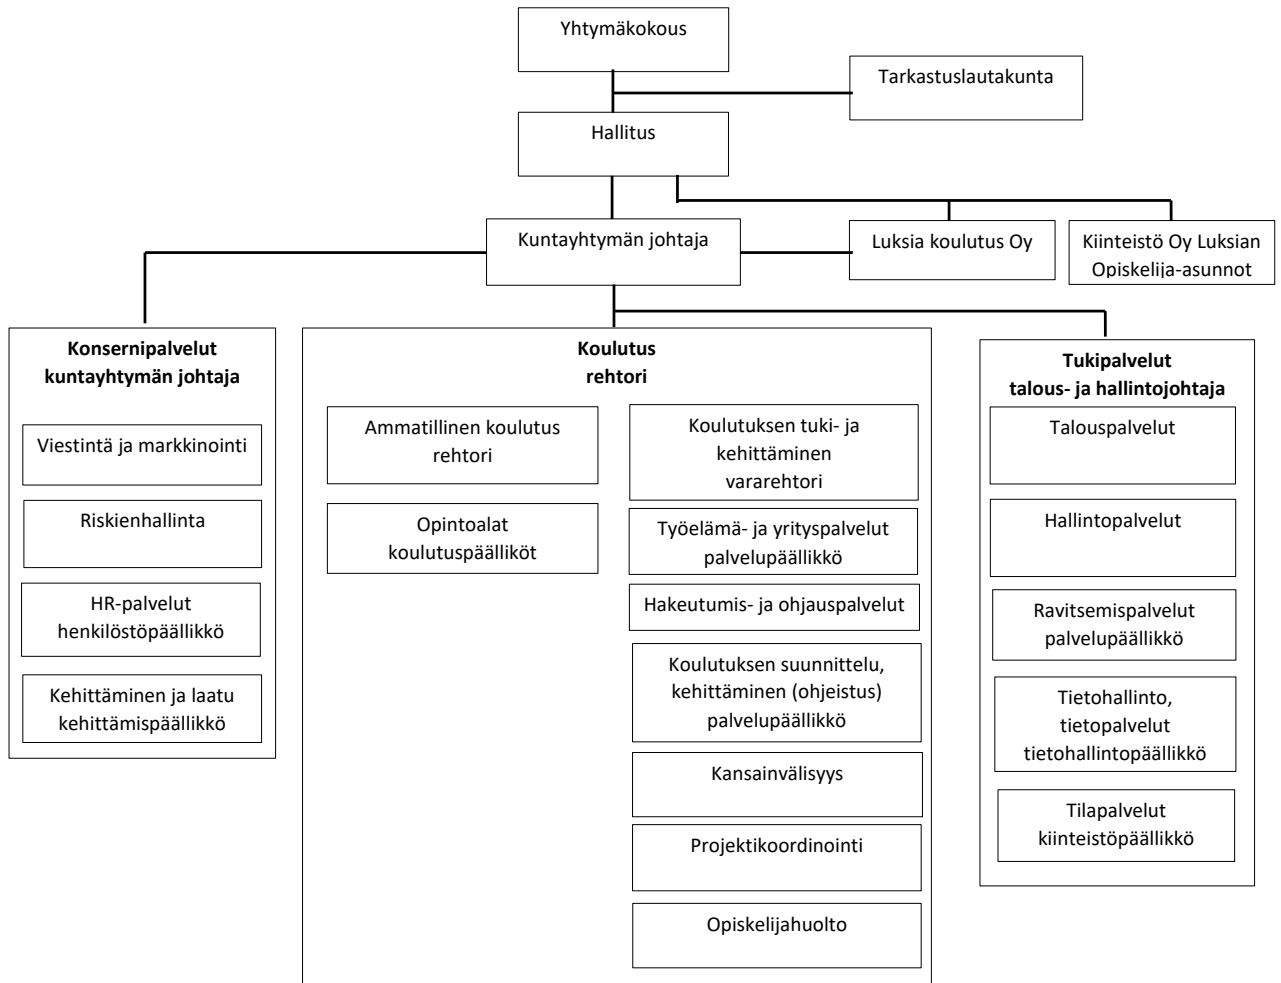 Yhtymäkokous
Tarkastuslautakunta
Hallitus
Kuntayhtymän johtaja
Luksia koulutus Oy
Kiinteistö Oy Luksian
Opiskelija-asunnot
Konsernipalvelut
kuntayhtymän johtaja
Viestintä ja markkinointi
Riskienhallinta
HR-palvelut
henkilöstöpäällikkö
Kehittäminen ja laatu
kehittämispäällikkö
Koulutus
rehtori
Ammatillinen koulutus
rehtori
Opintoalat
koulutuspäälliköt
Koulutuksen tuki- ja
kehittäminen
vararehtori
Työelämä- ja yrityspalvelut
palvelupäällikkö
Hakeutumis- ja ohjauspalvelut
Koulutuksen suunnittelu,
kehittäminen (ohjeistus)
palvelupäällikkö
Kansainvälisyys
Projektikoordinointi
Opiskelijahuolto
Tukipalvelut
talous- ja hallintojohtaja
Talouspalvelut
Hallintopalvelut
Ravitsemispalvelut
palvelupäällikkö
Tietohallinto,
tietopalvelut
tietohallintopäällikkö
Tilapalvelut
kiinteistöpäällikkö